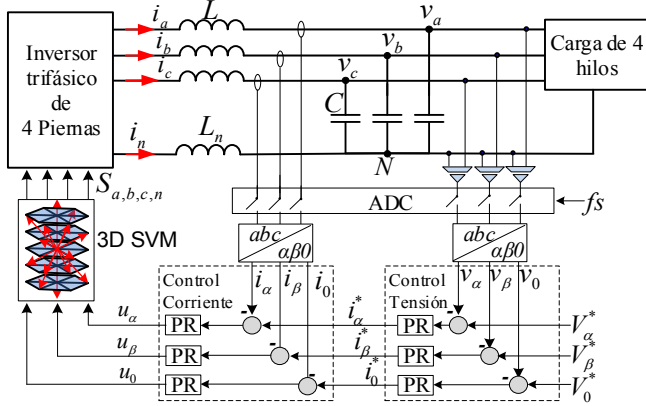 Inversor
trifásico
de
4 Piernas
i_a
i_b
i_c
i_n
L
L_n
v_a
v_b
v_c
C
N
Carga de 4
hilos
S_{a,b,c,n}
3D SVM
ADC
fs
abc
αβ0
abc
αβ0
Control
Corriente
i_α
i_β
i_0
Control
Tensión
v_α
v_β
v_0
u_α
PR
-
i_α^*
PR
-
V_α^*
u_β
PR
-
i_β^*
PR
-
V_β^*
u_0
PR
-
i_0^*
PR
-
V_0^*